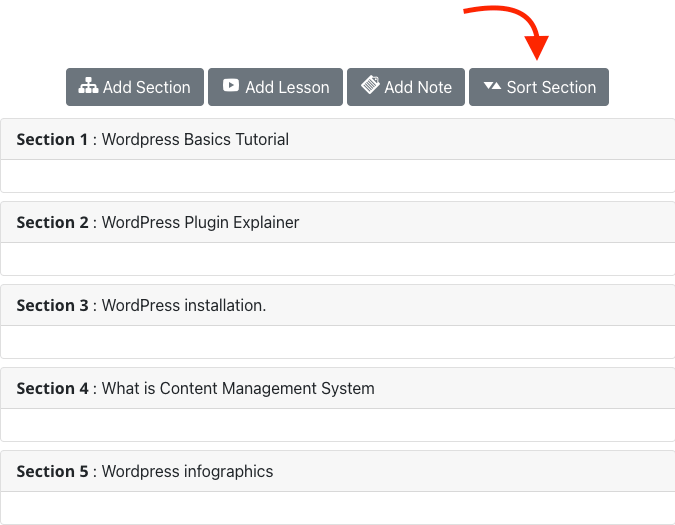 Add Section Add Lesson Add Note Sort Section
Section 1 : Wordpress Basics Tutorial
Section 2 : WordPress Plugin Explainer
Section 3 : WordPress installation.
Section 4 : What is Content Management System
Section 5 : Wordpress infographics